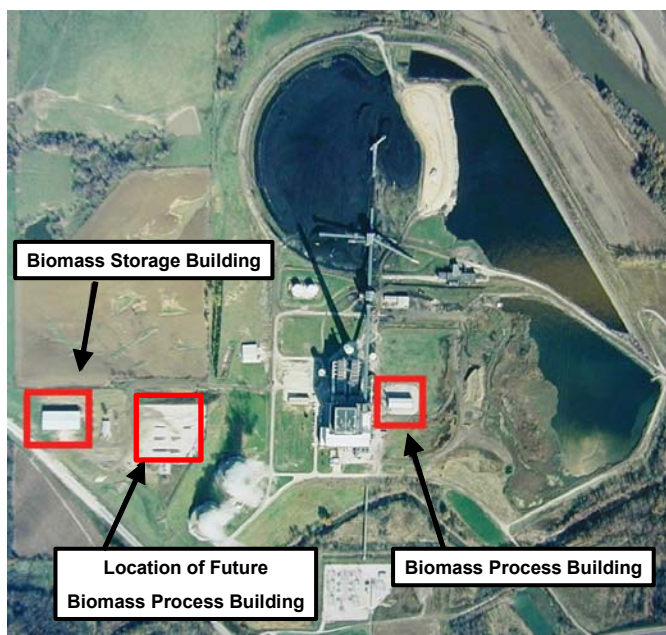 Biomass Storage Building
Location of Future
Biomass Process Building
Biomass Process Building